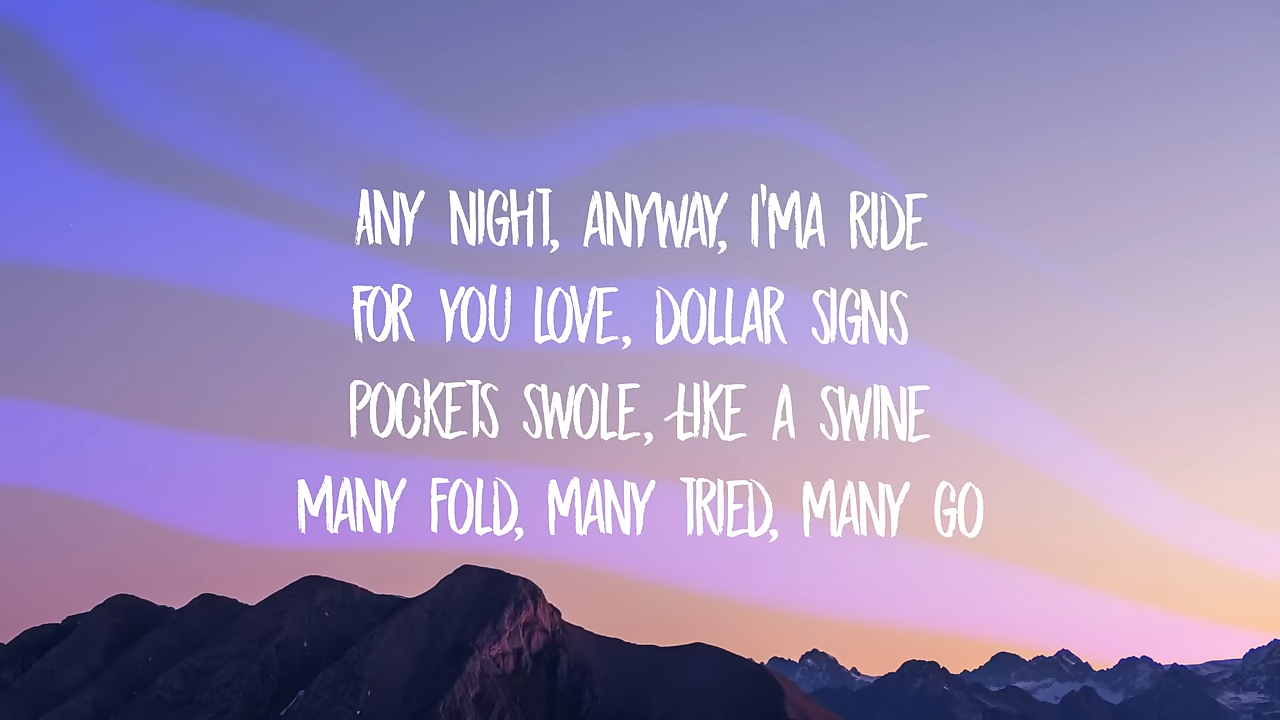 ANY NIGHT, ANYWAY, I'MA RIDE
FOR YOU LOVE, DOLLAR SIGNS
POCKETS SWOLE, LIKE A SWINE
MANY FOLD, MANY TRIED, MANY GO